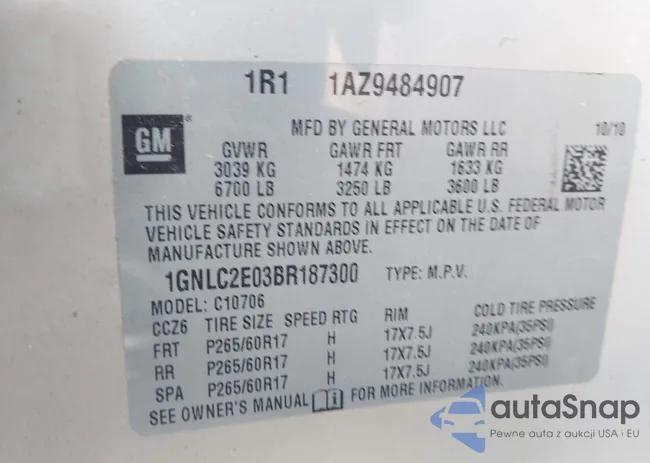 1R1 1AZ9484907
GM ®
MFD BY GENERAL MOTORS LLC 10/10
GVWR GAWR FRT GAWR RR
3039 KG 1474 KG 1633 KG
6700 LB 3250 LB 3600 LB
THIS VEHICLE CONFORMS TO ALL APPLICABLE U.S. FEDERAL MOTOR
VEHICLE SAFETY STANDARDS IN EFFECT ON THE DATE OF
MANUFACTURE SHOWN ABOVE.
1GNLC2E03BR187300 TYPE: M.P.V.
MODEL: C10706
CCZ6 TIRE SIZE SPEED RTG RIM COLD TIRE PRESSURE
FRT P265/60R17 H 17X7.5J 240KPA(35PSI)
RR P265/60R17 H 17X7.5J 240KPA(35PSI)
SPA P265/60R17 H 17X7.5J 240KPA(35PSI)
SEE OWNER'S MANUAL i FOR MORE INFORMATION.
autaSnap
Pewne auta z aukcji USA i EU